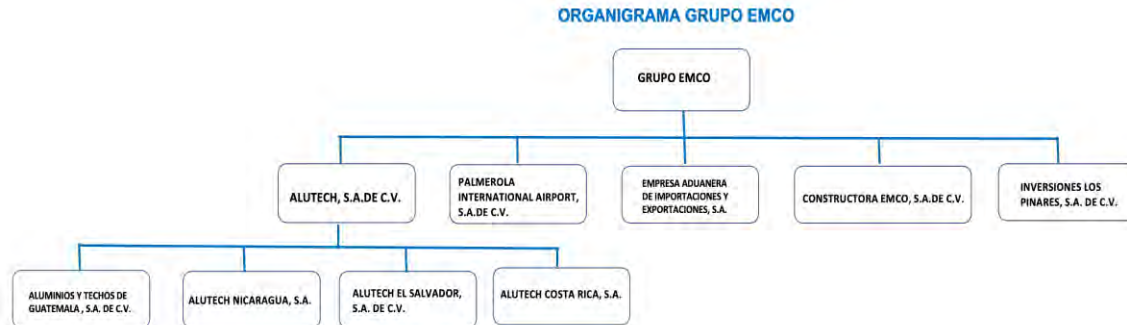 ORGANIGRAMA GRUPO EMCO
GRUPO EMCO
ALUTECH, S.A.DE C.V.
PALMEROLA
INTERNATIONAL AIRPORT,
S.A.DE C.V.
EMPRESA ADUANERA
DE IMPORTACIONES Y
EXPORTACIONES, S.A.
CONSTRUCTORA EMCO, S.A.DE C.V.
INVERSIONES LOS
PINARES, S.A. DE C.V.
ALUMINIOS Y TECHOS DE
GUATEMALA , S.A. DE C.V.
ALUTECH NICARAGUA, S.A.
ALUTECH EL SALVADOR,
S.A. DE C.V.
ALUTECH COSTA RICA, S.A.